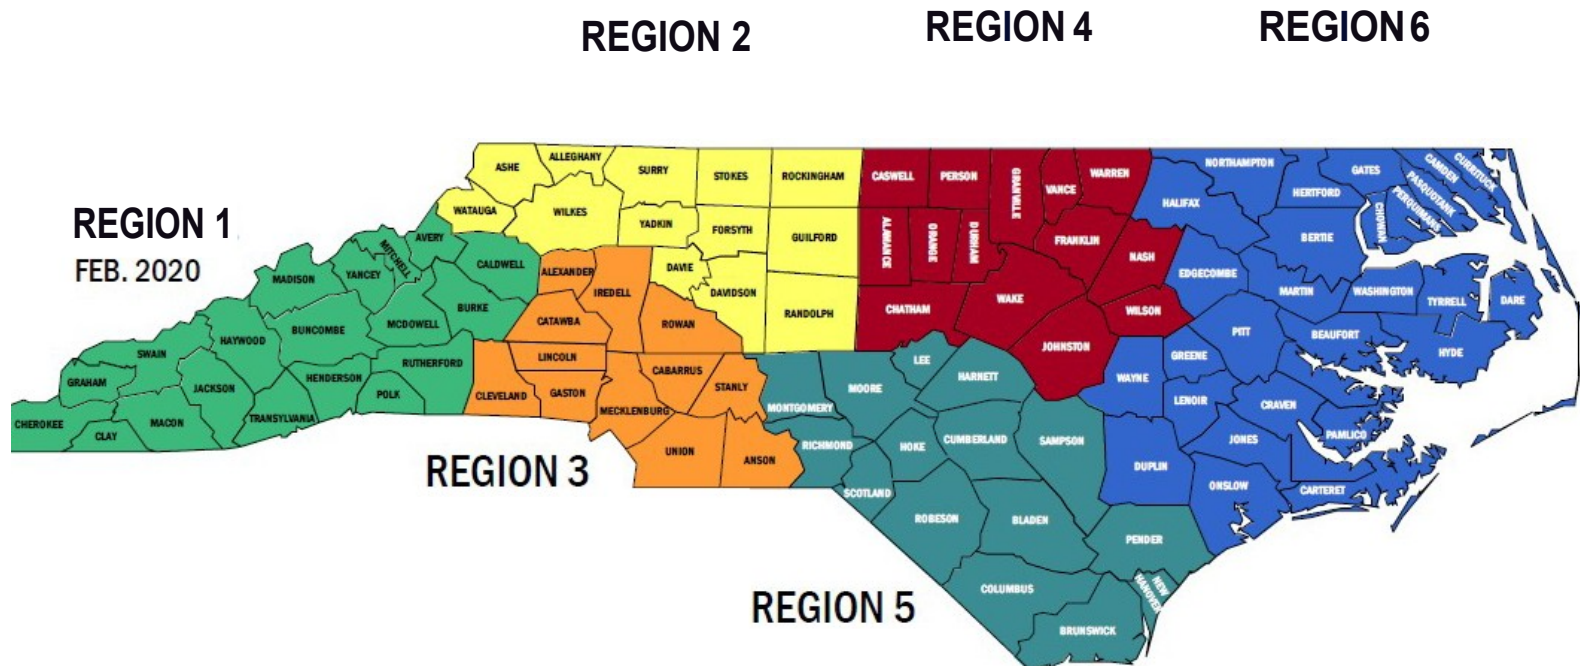 REGION 2
REGION 4
REGION 6
REGION 1
FEB. 2020
REGION 3
REGION 5
ASHE
ALLEGHANY
SURRY
STOKES
ROCKINGHAM
WATAUGA
WILKES
YADKIN
FORSYTH
GUILFORD
DAVIE
DAVIDSON
RANDOLPH
CASWELL
PERSON
GRANVILLE
VANCE
WARREN
ALAMANCE
ORANGE
DURHAM
FRANKLIN
NASH
CHATHAM
WAKE
WILSON
JOHNSTON
NORTHAMPTON
GATES
CAMDEN
CURRITUCK
PASQUOTANK
PERQUIMANS
HERTFORD
HALIFAX
CHOWAN
BERTIE
EDGECOMBE
MARTIN
WASHINGTON
TYRRELL
DARE
PITT
BEAUFORT
HYDE
GREENE
WAYNE
LENOIR
CRAVEN
PAMLICO
JONES
DUPLIN
ONSLOW
CARTERET
AVERY
MITCHELL
YANCEY
MADISON
CALDWELL
BURKE
MCDOWELL
BUNCOMBE
HAYWOOD
SWAIN
RUTHERFORD
HENDERSON
POLK
GRAHAM
JACKSON
TRANSYLVANIA
CHEROKEE
MACON
CLAY
ALEXANDER
IREDELL
CATAWBA
ROWAN
LINCOLN
CABARRUS
STANLY
CLEVELAND
GASTON
MECKLENBURG
UNION
ANSON
LEE
MOORE
HARNETT
MONTGOMERY
RICHMOND
HOKE
CUMBERLAND
SAMPSON
SCOTLAND
ROBESON
BLADEN
PENDER
COLUMBUS
NEW
HANOVER
BRUNSWICK